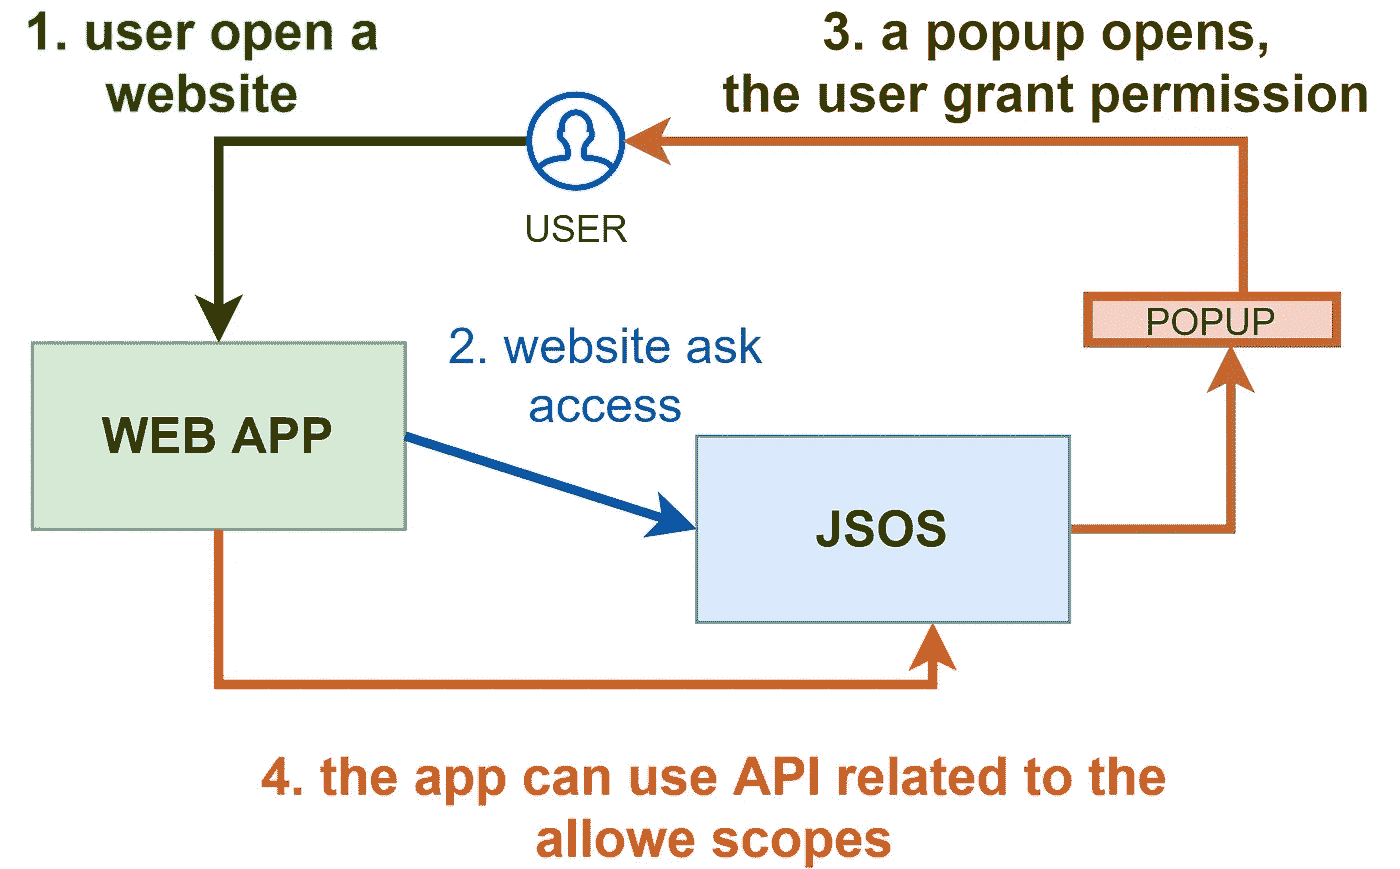 1. user open a
website
3. a popup opens,
the user grant permission
USER
POPUP
2. website ask
access
WEB APP
JSOS
4. the app can use API related to the
allowe scopes